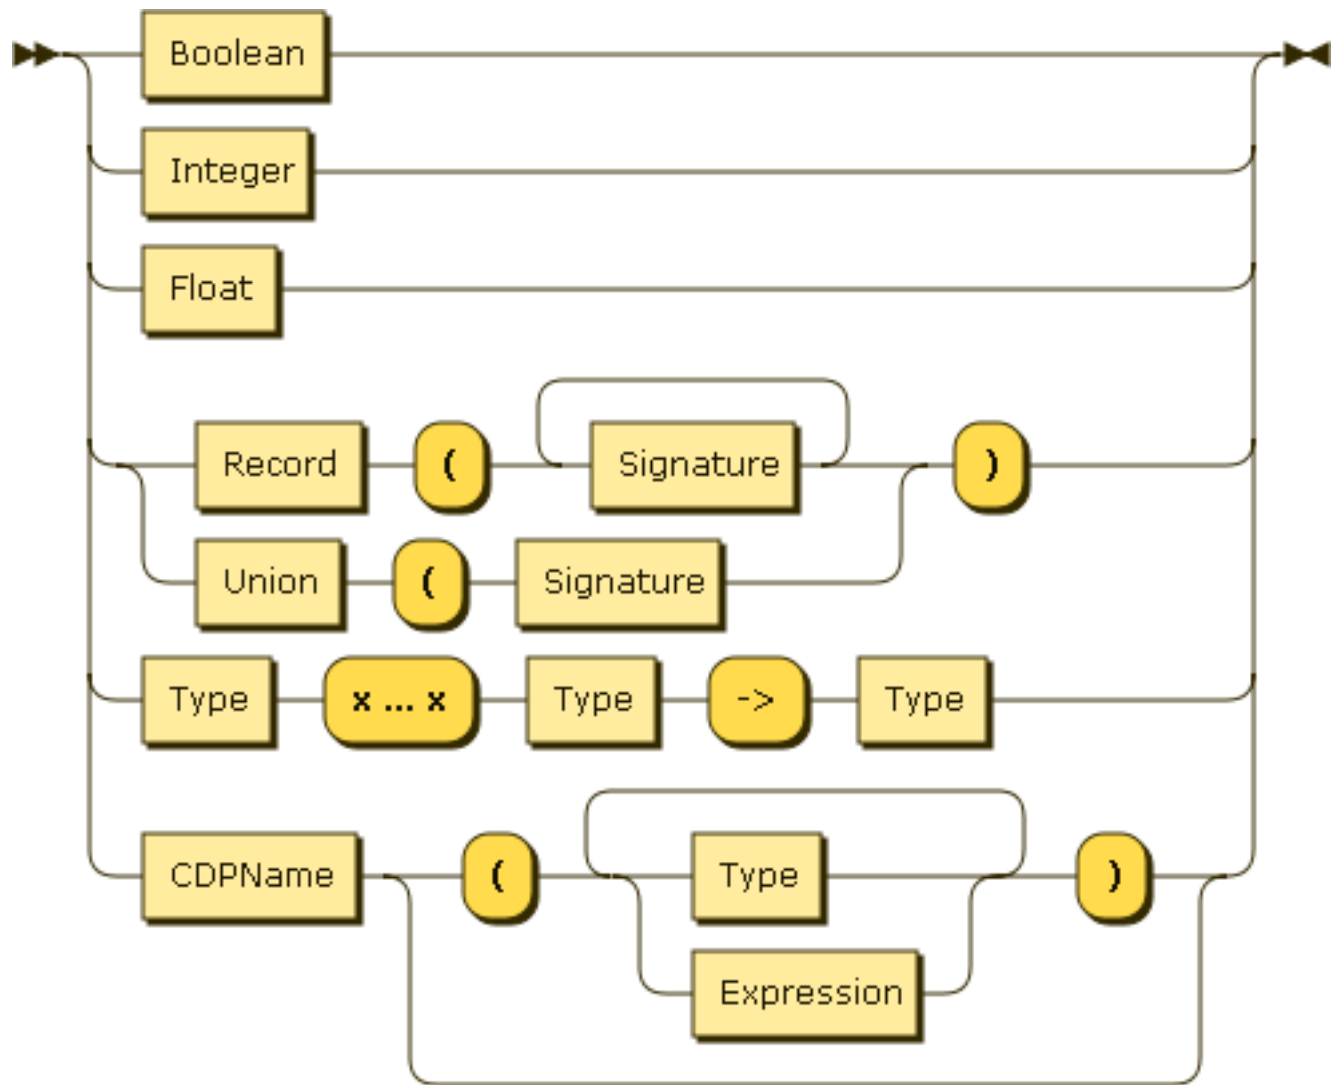 Boolean
Integer
Float
Record ( Signature )
Union ( Signature
Type x ... x Type -> Type
CDPName ( Type )
Expression